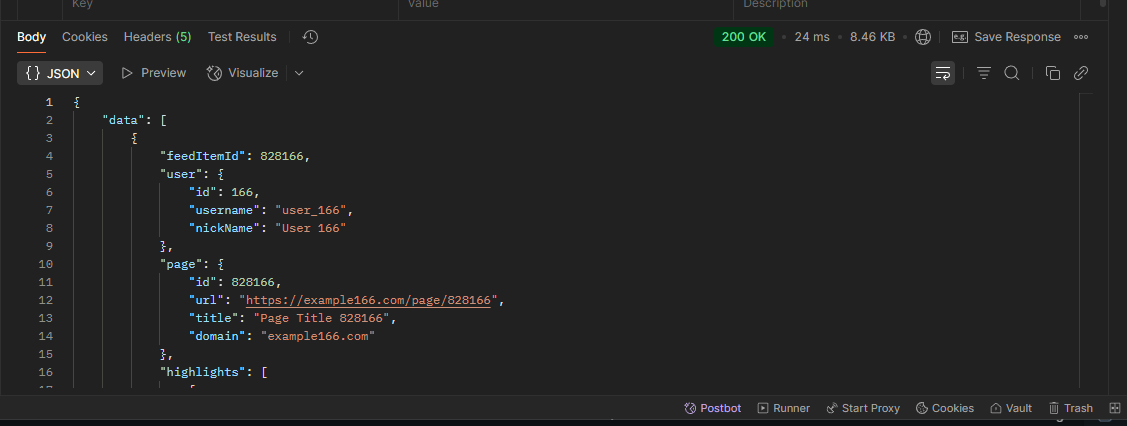 Key Value Description
Body Cookies Headers (5) Test Results 200 OK • 24 ms • 8.46 KB • e.g. Save Response
{} JSON Preview Visualize
1 {
2 "data": [
3 {
4 "feedItemId": 828166,
5 "user": {
6 "id": 166,
7 "username": "user_166",
8 "nickName": "User 166"
9 },
10 "page": {
11 "id": 828166,
12 "url": "https://example166.com/page/828166",
13 "title": "Page Title 828166",
14 "domain": "example166.com"
15 },
16 "highlights": [
17 {
Postbot Runner Start Proxy Cookies Vault Trash